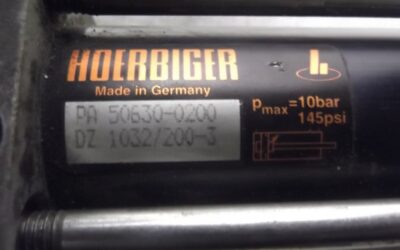 HOERBIGER
Made in Germany
PA 50630-0200
DZ 1032/200-3
pmax=10bar
145psi